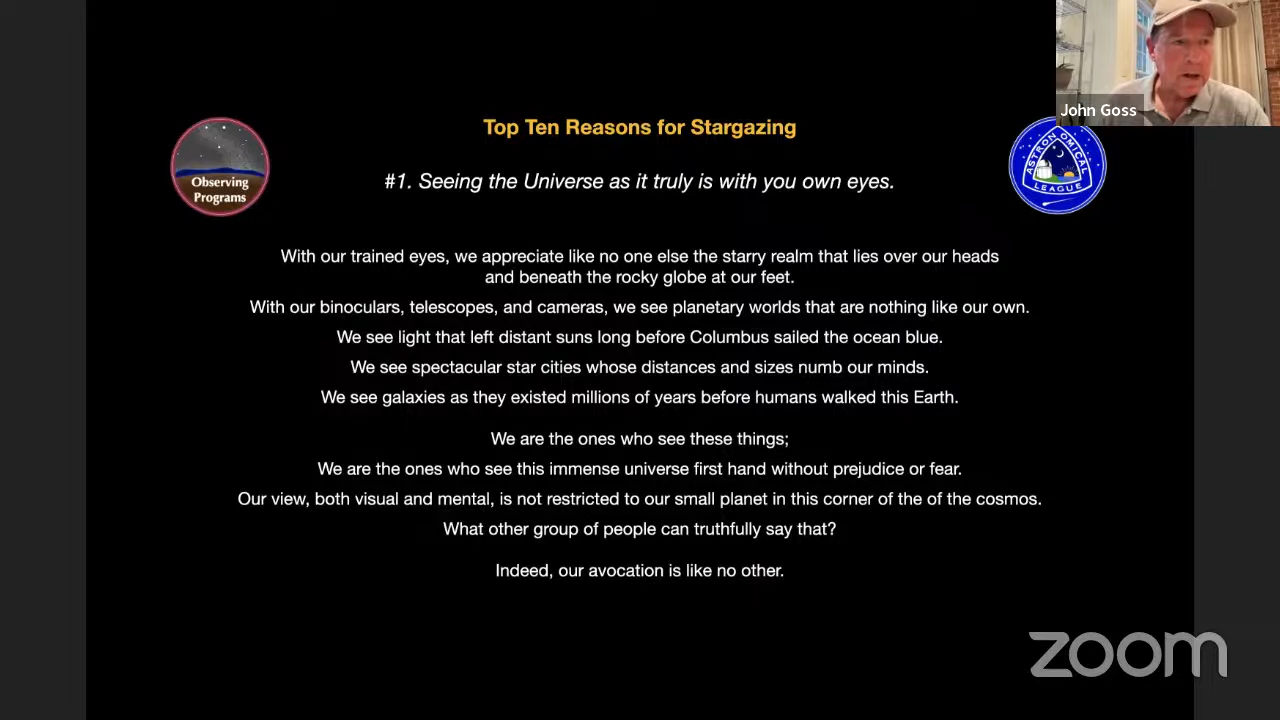 John Goss
Top Ten Reasons for Stargazing
Observing
Programs
ASTRONOMICAL
LEAGUE
#1. Seeing the Universe as it truly is with you own eyes.
With our trained eyes, we appreciate like no one else the starry realm that lies over our heads
and beneath the rocky globe at our feet.
With our binoculars, telescopes, and cameras, we see planetary worlds that are nothing like our own.
We see light that left distant suns long before Columbus sailed the ocean blue.
We see spectacular star cities whose distances and sizes numb our minds.
We see galaxies as they existed millions of years before humans walked this Earth.
We are the ones who see these things;
We are the ones who see this immense universe first hand without prejudice or fear.
Our view, both visual and mental, is not restricted to our small planet in this corner of the of the cosmos.
What other group of people can truthfully say that?
Indeed, our avocation is like no other.
zoom